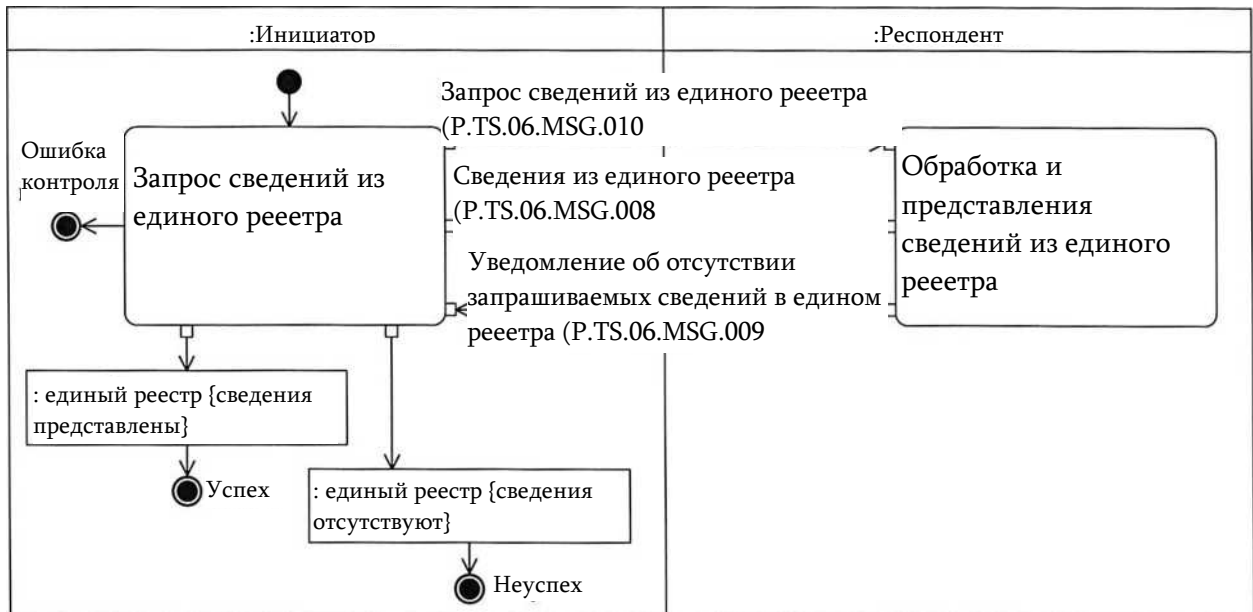 :Инициатор
:Респондент
Запрос сведений из единого рееетра
(P.TS.06.MSG.010
Ошибка
контроля
Запрос сведений из
единого рееетра
Сведения из единого рееетра
(P.TS.06.MSG.008
Уведомление об отсутствии
запрашиваемых сведений в едином
рееетра (P.TS.06.MSG.009
Обработка и
представления
сведений из единого
рееетра
: единый реестр {сведения
представлены}
Успех
: единый реестр {сведения
отсутствуют}
Неуспех